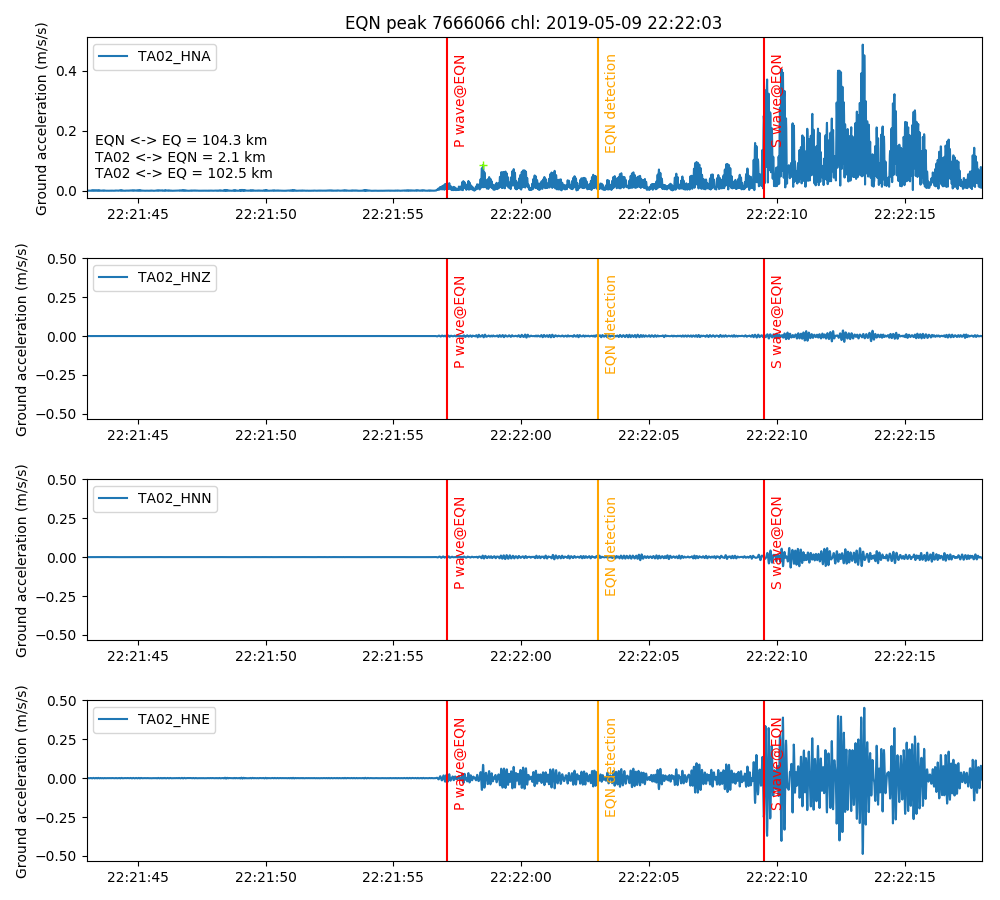 EQN peak 7666066 chl: 2019-05-09 22:22:03
Ground acceleration (m/s/s)
TA02_HNA
0.4
0.2
0.0
EQN <-> EQ = 104.3 km
TA02 <-> EQN = 2.1 km
TA02 <-> EQ = 102.5 km
P wave@EQN
EQN detection
S wave@EQN
22:21:45
22:21:50
22:21:55
22:22:00
22:22:05
22:22:10
22:22:15
Ground acceleration (m/s/s)
TA02_HNZ
0.50
0.25
0.00
−0.25
−0.50
P wave@EQN
EQN detection
S wave@EQN
22:21:45
22:21:50
22:21:55
22:22:00
22:22:05
22:22:10
22:22:15
Ground acceleration (m/s/s)
TA02_HNN
0.50
0.25
0.00
−0.25
−0.50
P wave@EQN
EQN detection
S wave@EQN
22:21:45
22:21:50
22:21:55
22:22:00
22:22:05
22:22:10
22:22:15
Ground acceleration (m/s/s)
TA02_HNE
0.50
0.25
0.00
−0.25
−0.50
P wave@EQN
EQN detection
S wave@EQN
22:21:45
22:21:50
22:21:55
22:22:00
22:22:05
22:22:10
22:22:15